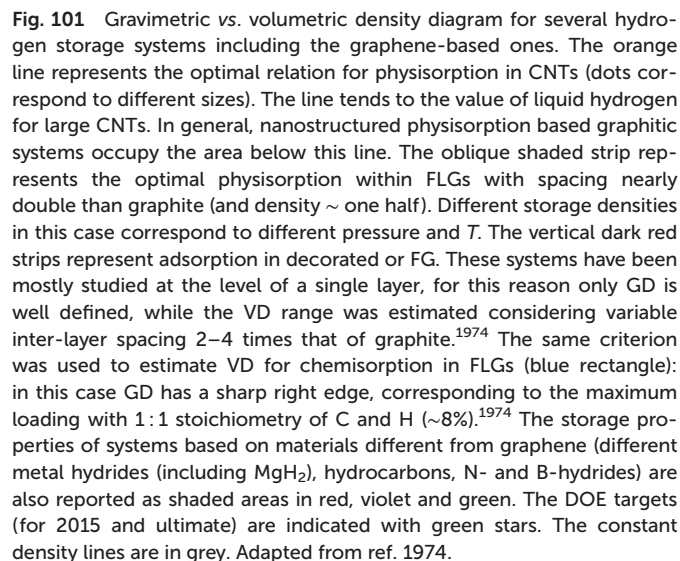 Fig. 101 Gravimetric vs. volumetric density diagram for several hydro-
gen storage systems including the graphene-based ones. The orange
line represents the optimal relation for physisorption in CNTs (dots cor-
respond to different sizes). The line tends to the value of liquid hydrogen
for large CNTs. In general, nanostructured physisorption based graphitic
systems occupy the area below this line. The oblique shaded strip rep-
resents the optimal physisorption within FLGs with spacing nearly
double than graphite (and density ∼ one half). Different storage densities
in this case correspond to different pressure and T. The vertical dark red
strips represent adsorption in decorated or FG. These systems have been
mostly studied at the level of a single layer, for this reason only GD is
well defined, while the VD range was estimated considering variable
inter-layer spacing 2–4 times that of graphite.1974 The same criterion
was used to estimate VD for chemisorption in FLGs (blue rectangle):
in this case GD has a sharp right edge, corresponding to the maximum
loading with 1 : 1 stoichiometry of C and H (∼8%).1974 The storage pro-
perties of systems based on materials different from graphene (different
metal hydrides (including MgH2), hydrocarbons, N- and B-hydrides) are
also reported as shaded areas in red, violet and green. The DOE targets
(for 2015 and ultimate) are indicated with green stars. The constant
density lines are in grey. Adapted from ref. 1974.